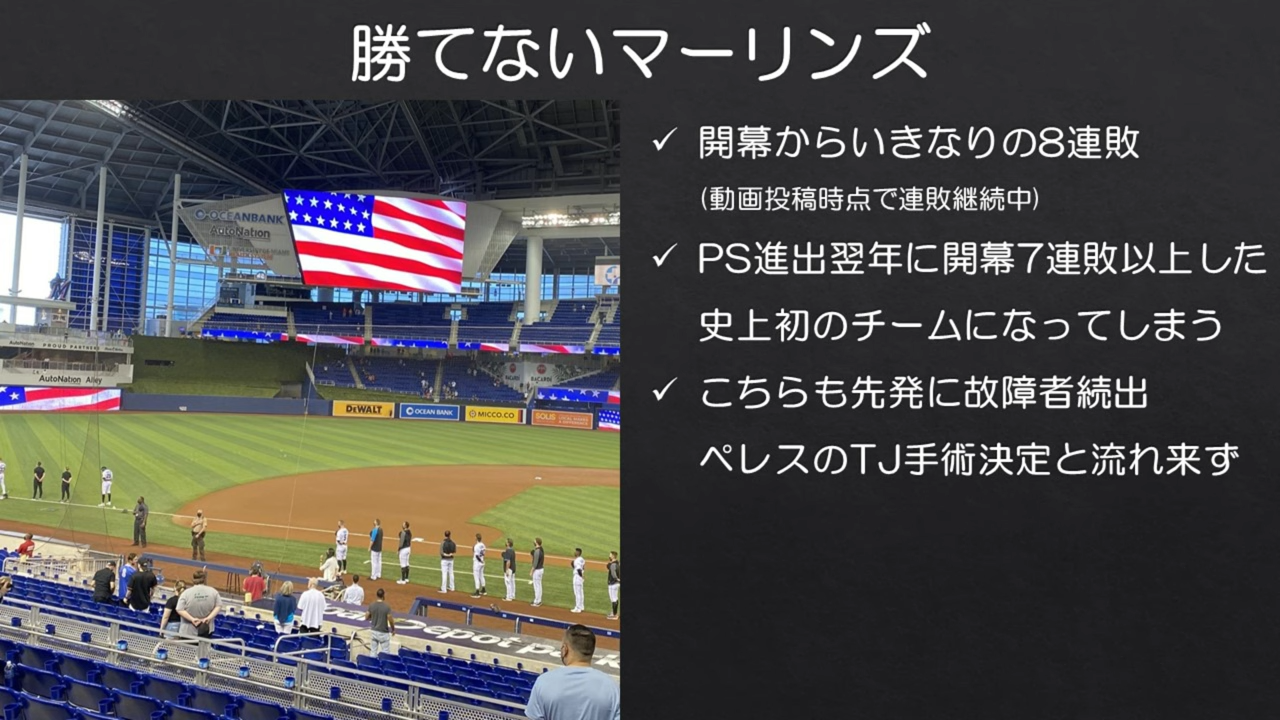 勝てないマーリンズ
✓ 開幕からいきなりの8連敗
(動画投稿時点で連敗継続中)
✓ PS進出翌年に開幕7連敗以上した
史上初のチームになってしまう
✓ こちらも先発に故障者続出
ペレスのTJ手術決定と流れ来ず
OCEANBANK
AutoNation
AutoNation Alley
DEWALT
OCEAN BANK
MICCO.CO
SOLIS